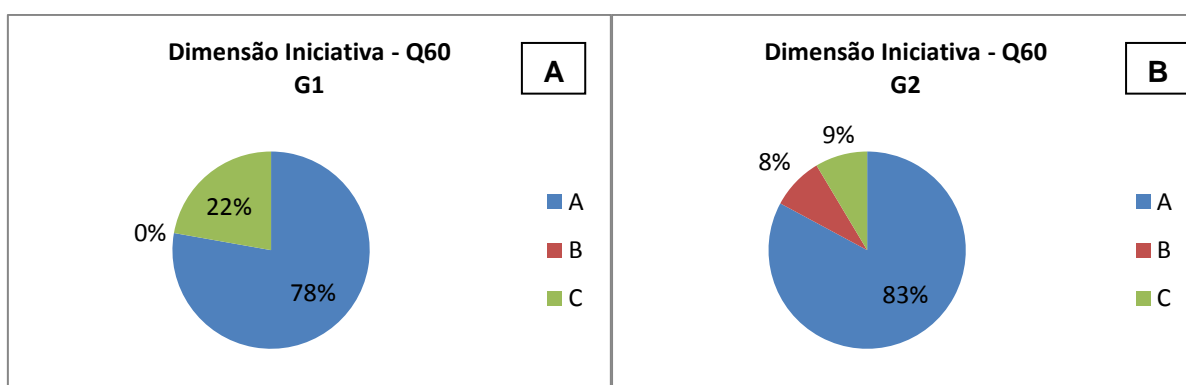 Dimensão Iniciativa - Q60
G1
A
22%
0%
78%
A
B
C
Dimensão Iniciativa - Q60
G2
B
9%
8%
83%
A
B
C